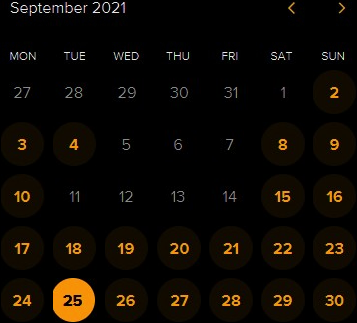 September 2021
MON TUE WED THU FRI SAT SUN
27 28 29 30 31 1 2
3 4 5 6 7 8 9
10 11 12 13 14 15 16
17 18 19 20 21 22 23
24 25 26 27 28 29 30